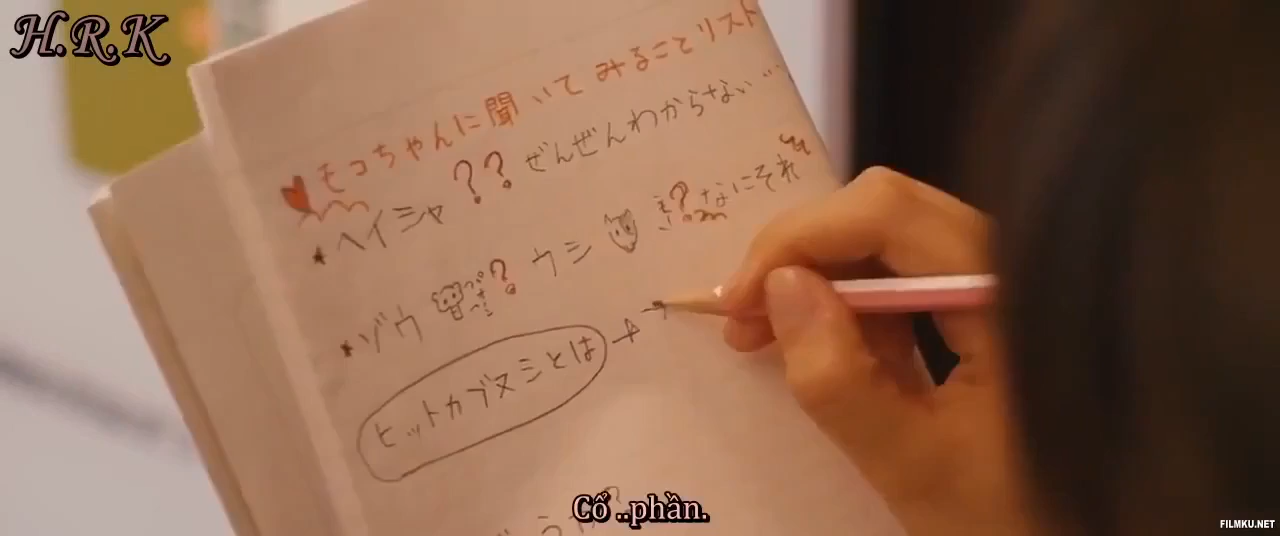 H.R.K
モコちゃんに聞いてみることリスト
ヘイシャ?? ぜんぜんわからない…
ゾウ ? ウシ ? なにそれ
ヒットカブヌシとは
Cổ ..phần.
FILMKU.NET